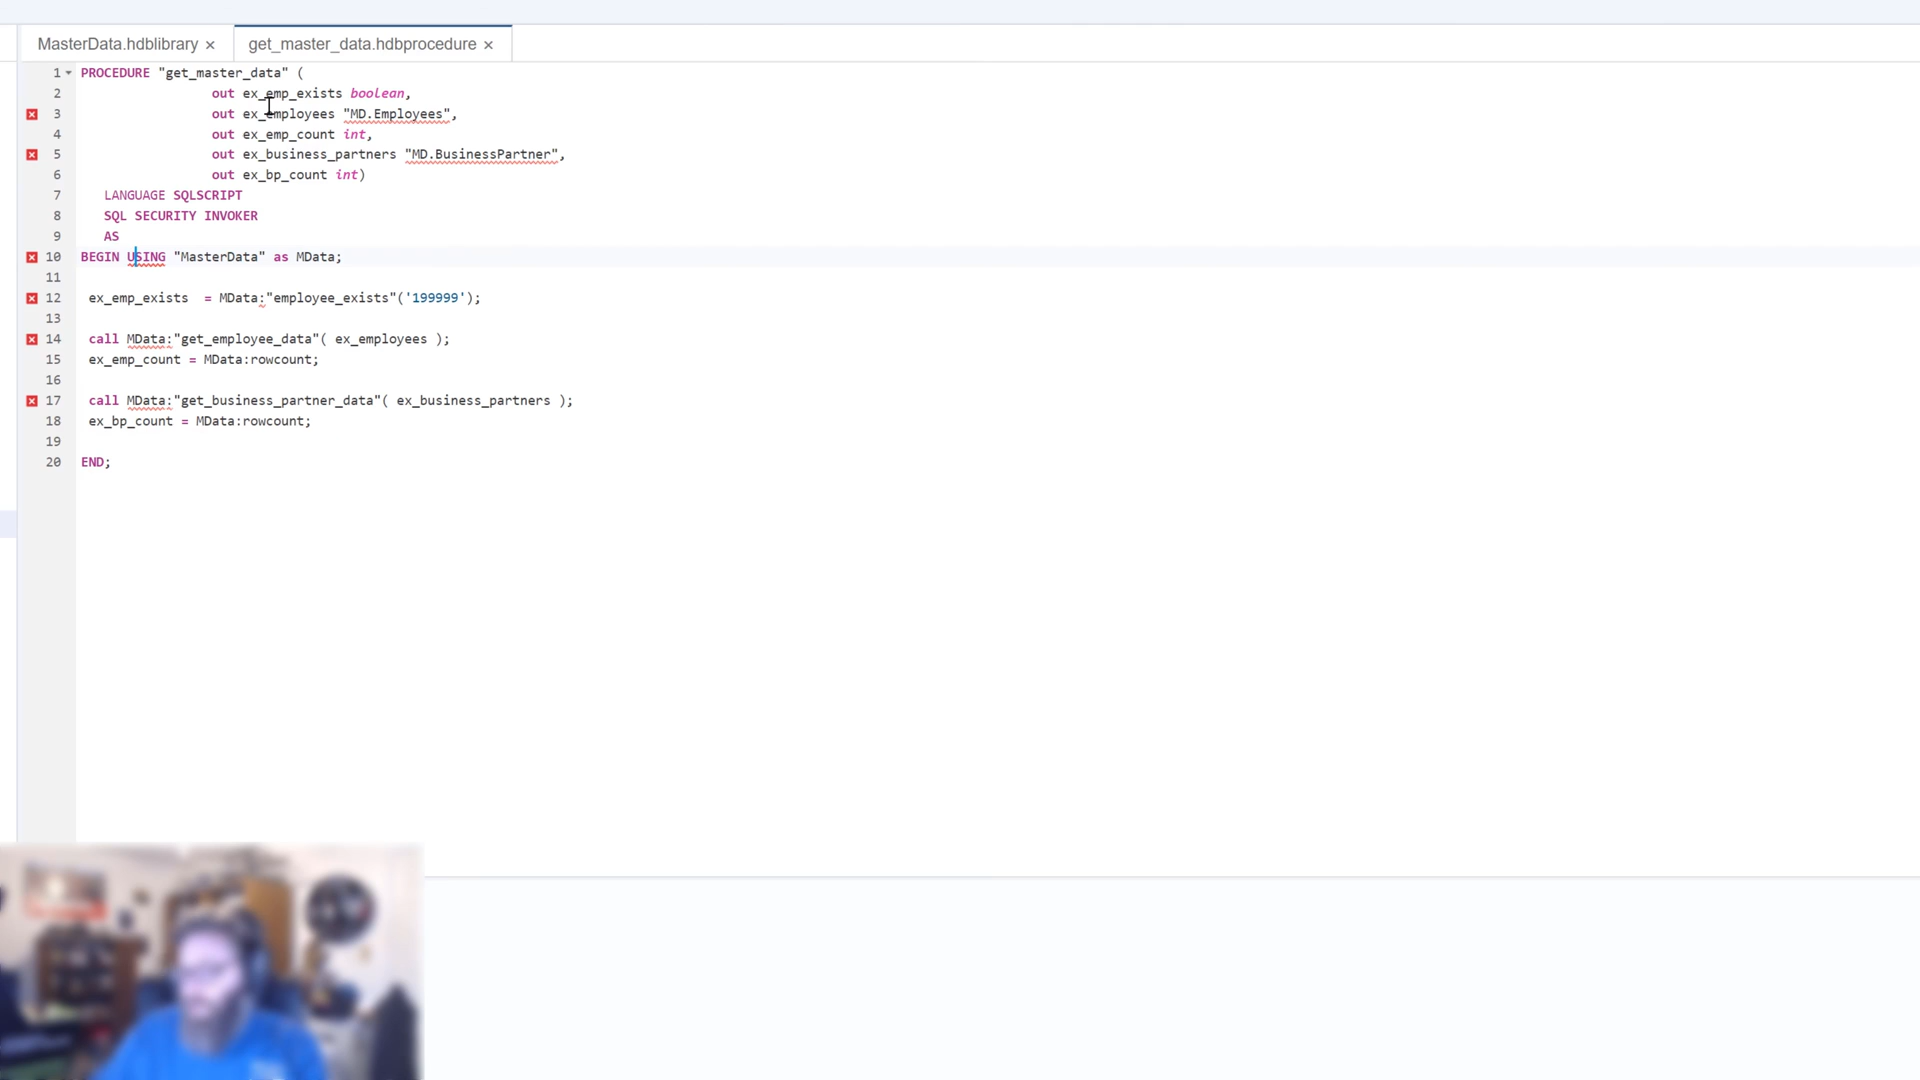 MasterData.hdblibrary × get_master_data.hdbprocedure ×
1 PROCEDURE "get_master_data" (
2 out ex_emp_exists boolean,
3 out ex_employees "MD.Employees",
4 out ex_emp_count int,
5 out ex_business_partners "MD.BusinessPartner",
6 out ex_bp_count int)
7 LANGUAGE SQLSCRIPT
8 SQL SECURITY INVOKER
9 AS
10 BEGIN USING "MasterData" as MData;
11
12 ex_emp_exists = MData:"employee_exists"('199999');
13
14 call MData:"get_employee_data"( ex_employees );
15 ex_emp_count = MData:rowcount;
16
17 call MData:"get_business_partner_data"( ex_business_partners );
18 ex_bp_count = MData:rowcount;
19
20 END;